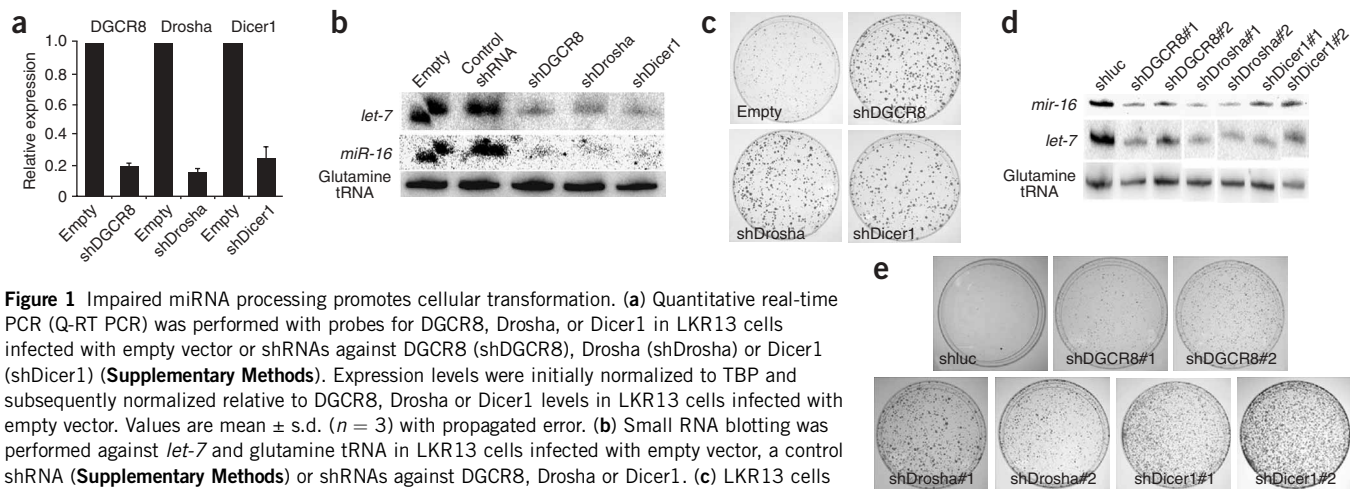 a
DGCR8 Drosha Dicer1
Relative expression
1.0
0.8
0.6
0.4
0.2
0
Empty
shDGCR8
Empty
shDrosha
Empty
shDicer1
b
Empty
Control shRNA
shDGCR8
shDrosha
shDicer1
let-7
miR-16
Glutamine
tRNA
c
Empty
shDGCR8
shDrosha
shDicer1
d
shluc
shDGCR8#1
shDGCR8#2
shDrosha#1
shDrosha#2
shDicer1#1
shDicer1#2
mir-16
let-7
Glutamine
tRNA
e
shluc
shDGCR8#1
shDGCR8#2
shDrosha#1
shDrosha#2
shDicer1#1
shDicer1#2
Figure 1 Impaired miRNA processing promotes cellular transformation. (a) Quantitative real-time
PCR (Q-RT PCR) was performed with probes for DGCR8, Drosha, or Dicer1 in LKR13 cells
infected with empty vector or shRNAs against DGCR8 (shDGCR8), Drosha (shDrosha) or Dicer1
(shDicer1) (Supplementary Methods). Expression levels were initially normalized to TBP and
subsequently normalized relative to DGCR8, Drosha or Dicer1 levels in LKR13 cells infected with
empty vector. Values are mean ± s.d. (n = 3) with propagated error. (b) Small RNA blotting was
performed against let-7 and glutamine tRNA in LKR13 cells infected with empty vector, a control
shRNA (Supplementary Methods) or shRNAs against DGCR8, Drosha or Dicer1. (c) LKR13 cells